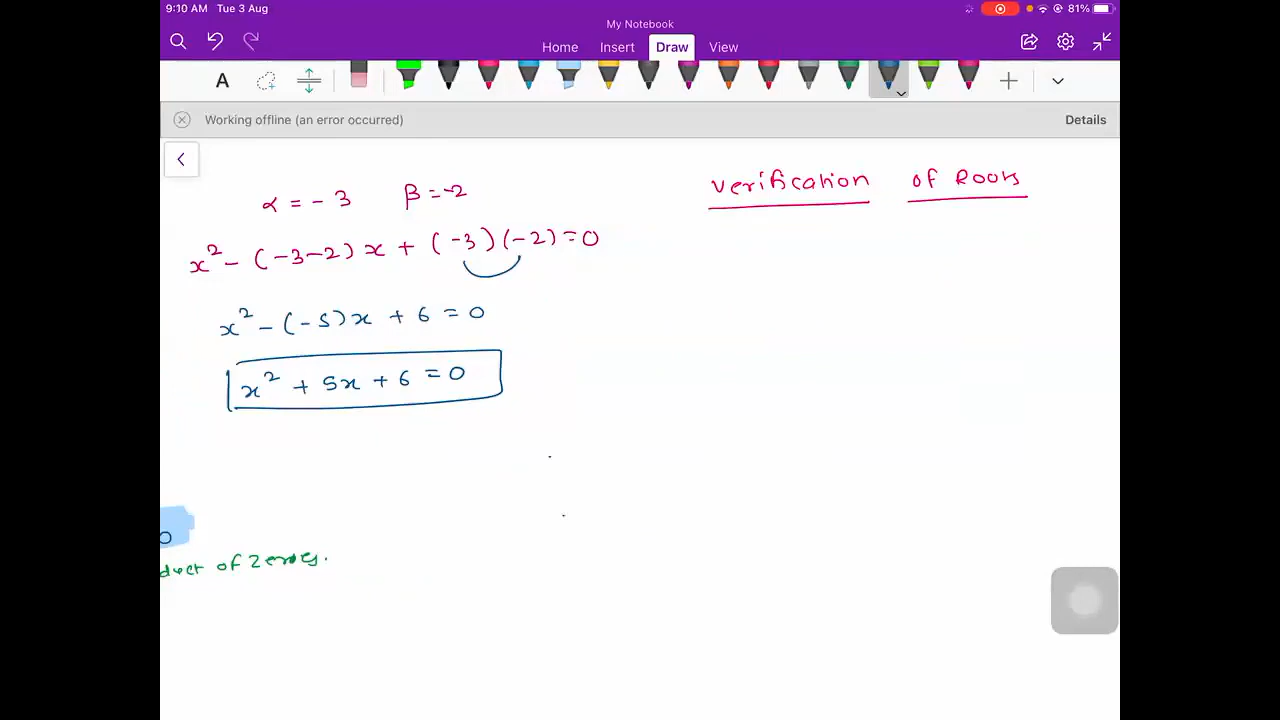 9:10 AM Tue 3 Aug
81%
My Notebook
Home Insert Draw View
A
Working offline (an error occurred) Details
α = - 3 β = -2
x² - (-3-2) x + (-3)(-2) = 0
x² - (-5)x + 6 = 0
x² + 5x + 6 = 0
Verification of Roots
0
duct of Zeroes.